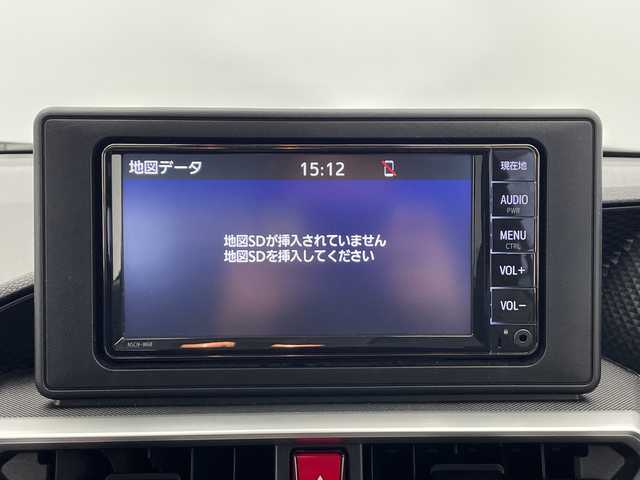 地図データ 15:12
現在地
AUDIO
PWR
地図SDが挿入されていません
地図SDを挿入してください
MENU
CTRL
VOL+
VOL-
NSCN-W68